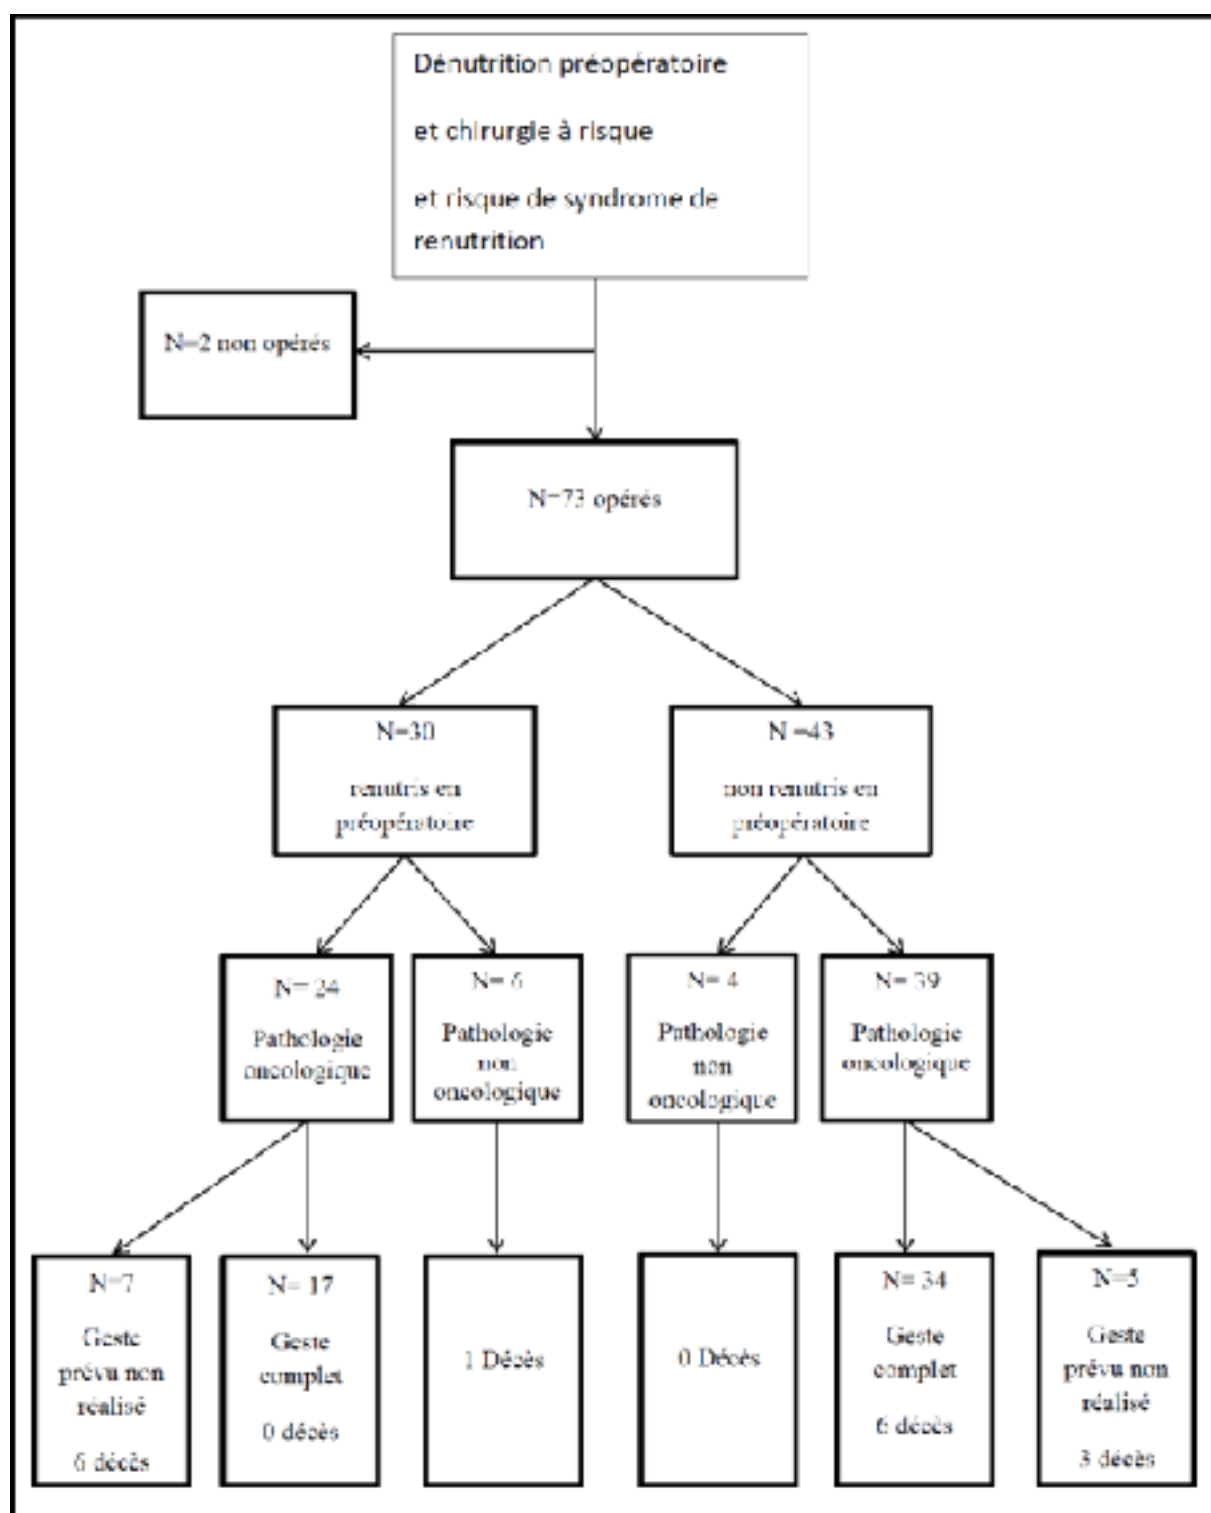 Dénutrition préopératoire
et chirurgie à risque
et risque de syndrome de
renutrition
N=2 non opérés
N=73 opérés
N=30
renutris en
préopératoire
N =43
non renutris en
préopératoire
N= 24
Pathologie
oncologique
N= 6
Pathologie
non
oncologique
N= 4
Pathologie
non
oncologique
N= 39
Pathologie
oncologique
N=7
Geste
prévu non
réalisé
6 décès
N= 17
Geste
complet
0 décès
1 Décès
0 Décès
N= 34
Geste
complet
6 décès
N=5
Geste
prévu non
réalisé
3 décès